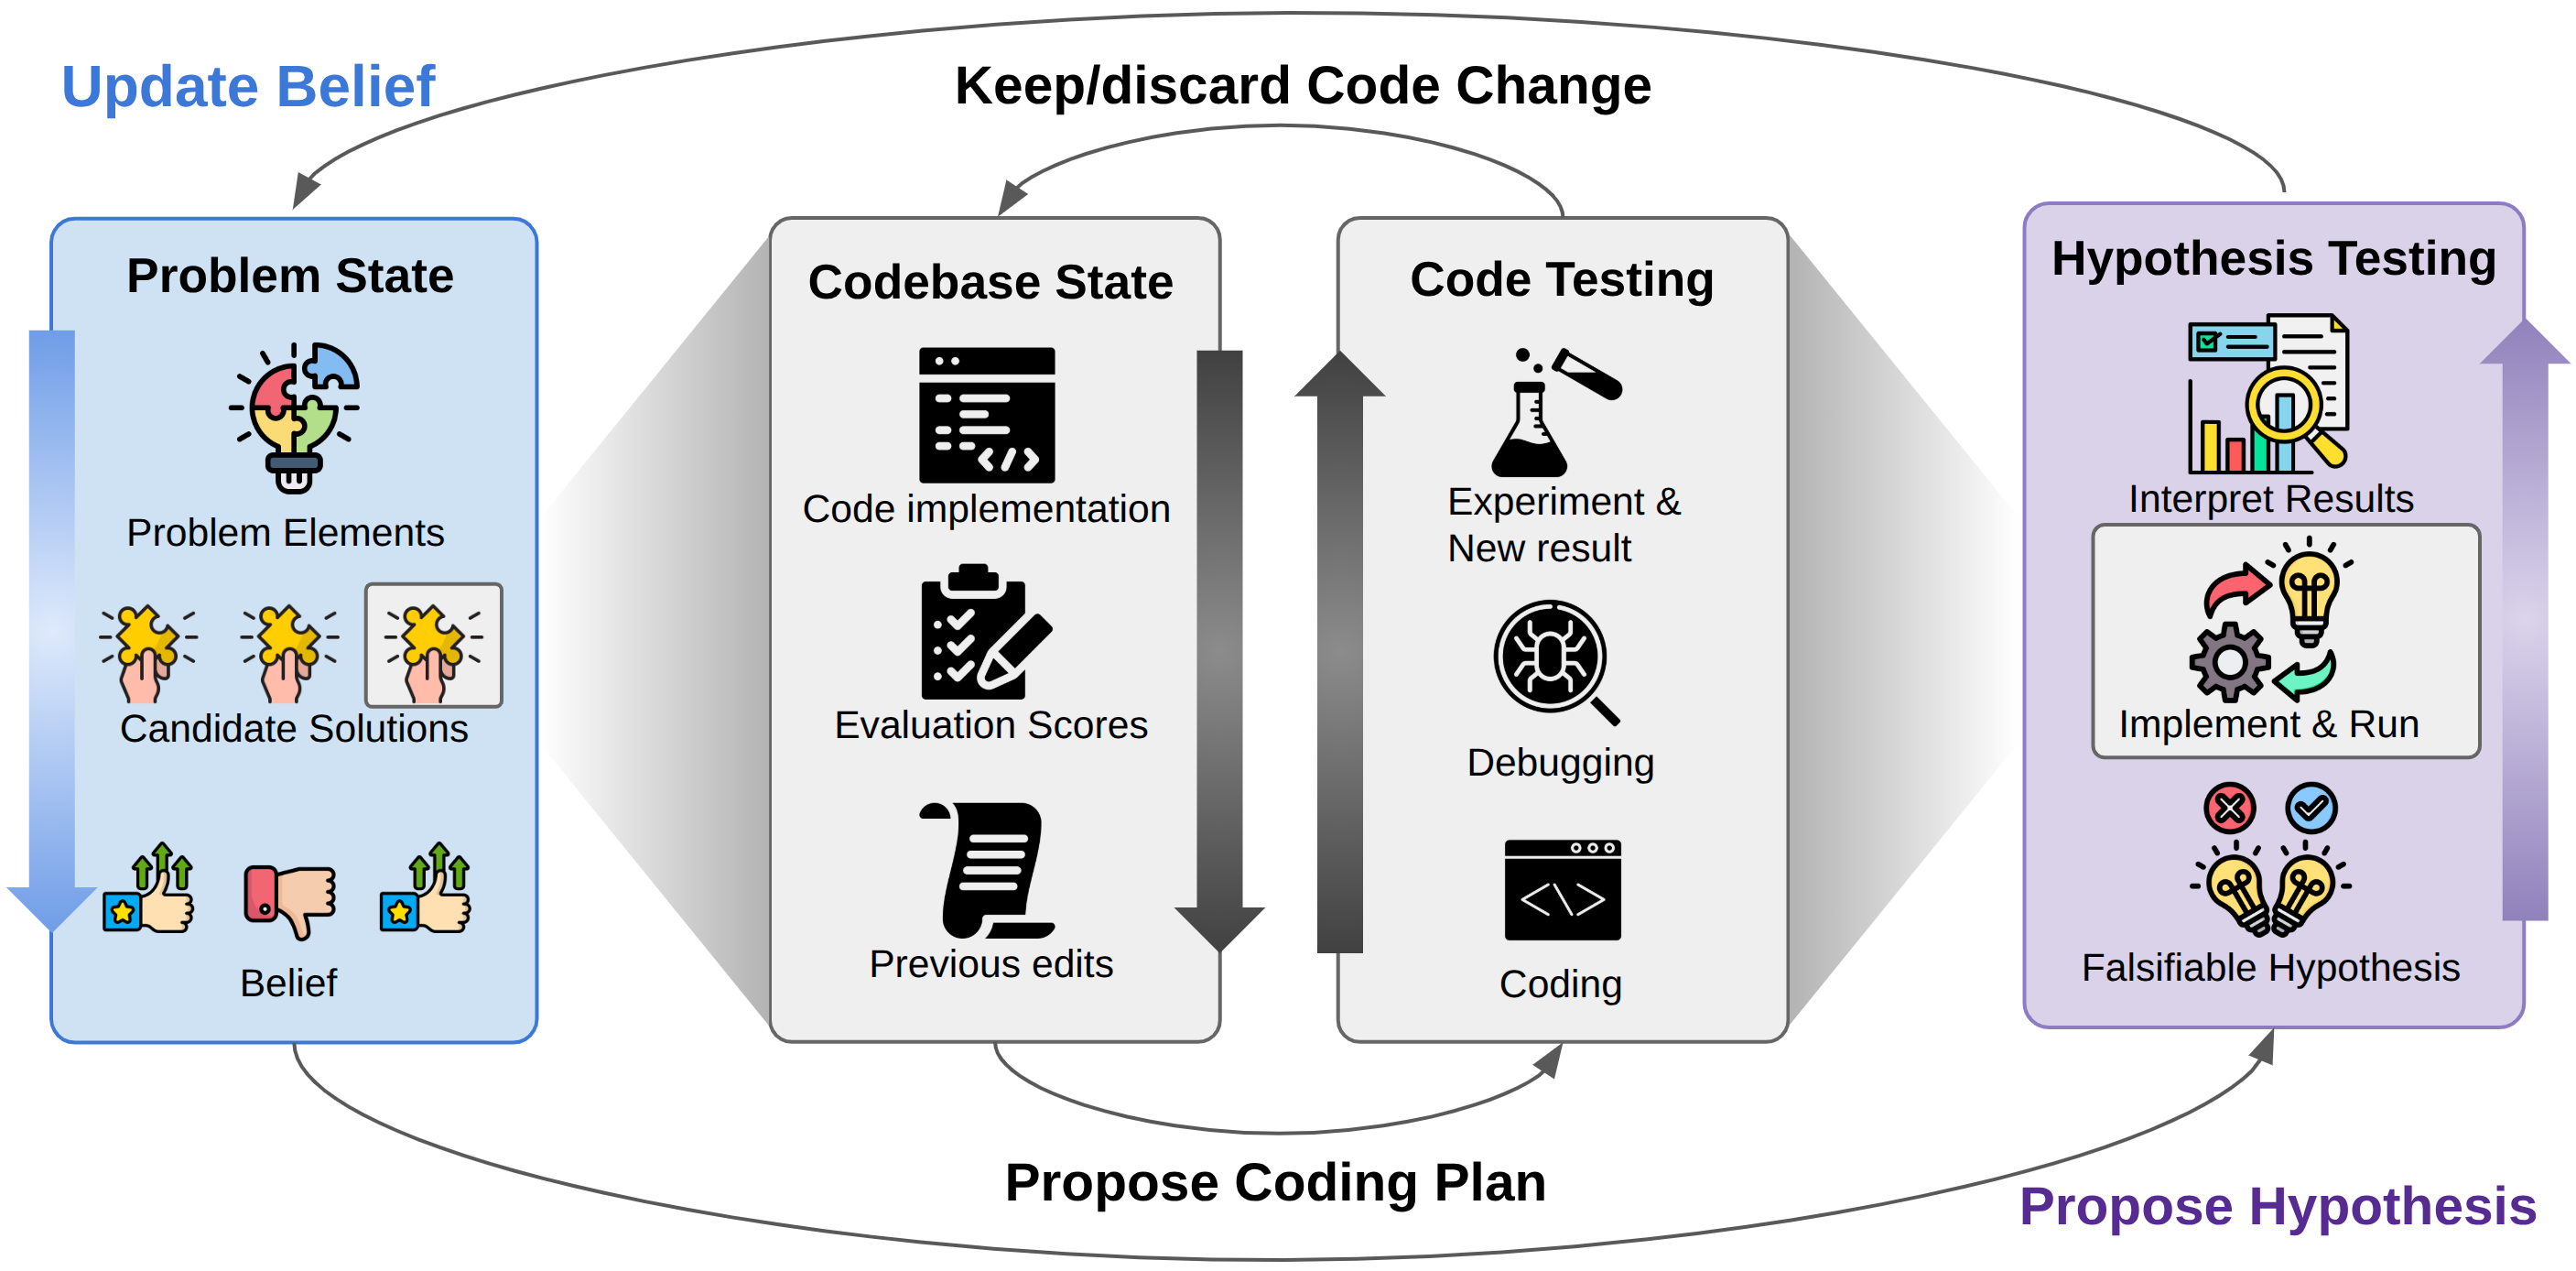 Update Belief
Keep/discard Code Change
Problem State
Problem Elements
Candidate Solutions
Belief
Codebase State
Code implementation
Evaluation Scores
Previous edits
Code Testing
Experiment &
New result
Debugging
Coding
Hypothesis Testing
Interpret Results
Implement & Run
Falsifiable Hypothesis
Propose Coding Plan
Propose Hypothesis